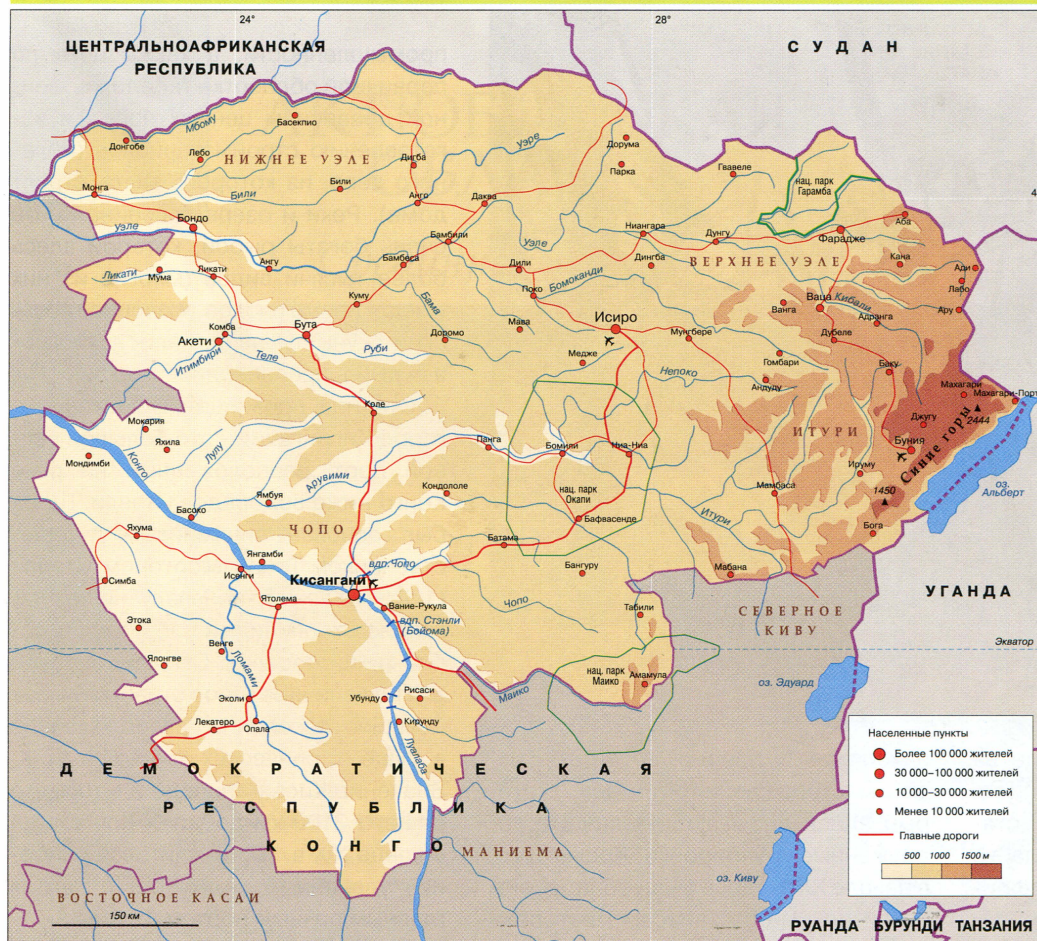 24°
28°
ЦЕНТРАЛЬНОАФРИКАНСКАЯ
РЕСПУБЛИКА
СУДАН
Мбому
Басекпио
Донгобе
Лебо
НИЖНЕЕ УЭЛЕ
Дигба
Уэре
Дорума
Парка
Гвавеле
нац. парк
Гарамба
Монга
Били
Били
Анго
Даква
4
Бондо
Уэле
Бамбили
Уэле
Ниангара
Дунгу
Фарадже
Аба
Ликати
Мума
Ликати
Ангу
Бамбеса
Дили
Дингба
ВЕРХНЕЕ УЭЛЕ
Кана
Ади
Лабо
Поко
Бомоканди
Куму
Бама
Ванга
Ваца
Кибали
Адранга
Ару
Комба
Акети
Бута
Доромо
Мава
Исиро
Мунгбере
Дубеле
Итимбири
Теле
Руби
Медже
Непоко
Гомбари
Андуду
Баку
Махагари
Махагари-Порт
2444
Коле
Джугу
Мокария
Яхила
Мондимби
Конго
Лулу
Панга
Бомили
Ниа-Ниа
ИТУРИ
Буния
Синие горы
Арувими
Кондололе
нац. парк
Окапи
Мамбаса
Ируму
1450
оз.
Альберт
Ямбуя
Басоко
ЧОПО
Бафвасенде
Итури
Бога
Яхума
Янгамби
Батама
вдп. Чопо
Исенги
Кисангани
Бангуру
Мабана
Симба
Ятолема
Вание-Рукула
Чопо
УГАНДА
Этока
вдп. Стэнли
(Бойома)
Табили
СЕВЕРНОЕ
КИВУ
Экватор
Венге
Ялонгве
Ломами
нац. парк
Маико
Амамула
оз. Эдуард
Эколи
Убунду
Рисаси
Маико
Лекатеро
Опала
Кирунду
Луалаба
ДЕМОКРАТИЧЕСКАЯ
РЕСПУБЛИКА
КОНГО
МАНИЕМА
ВОСТОЧНОЕ КАСАИ
150 км
оз. Киву
Населенные пункты
Более 100 000 жителей
30 000–100 000 жителей
10 000–30 000 жителей
Менее 10 000 жителей
Главные дороги
500 1000 1500 м
РУАНДА БУРУНДИ ТАНЗАНИЯ